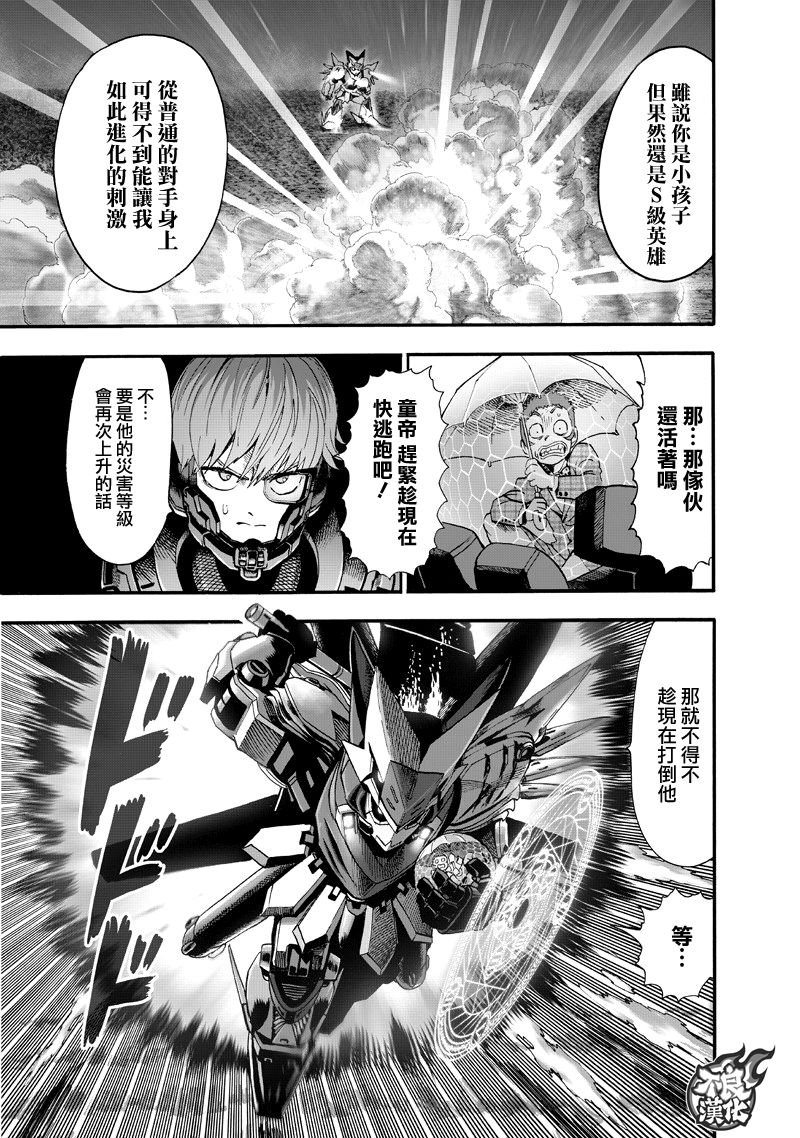 雖說你是小孩子
但果然還是S級英雄
從普通的對手身上
可得不到能讓我
如此進化的刺激
那…那傢伙
還活著嗎
童帝 趕緊趁現在
快逃跑吧!
不…
要是他的災害等級
會再次上升的話
那就不得不
趁現在打倒他
等…
ドドド
不良
漢化